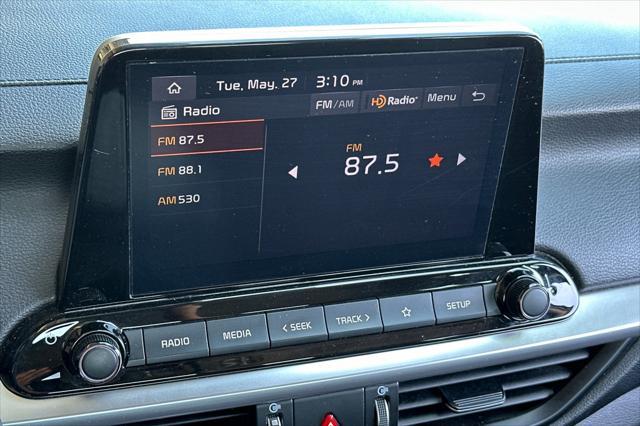 Tue, May. 27 3:10 PM
Radio FM/AM HD Radio Menu
FM 87.5
FM 88.1
AM 530
FM
87.5
RADIO MEDIA < SEEK TRACK > SETUP